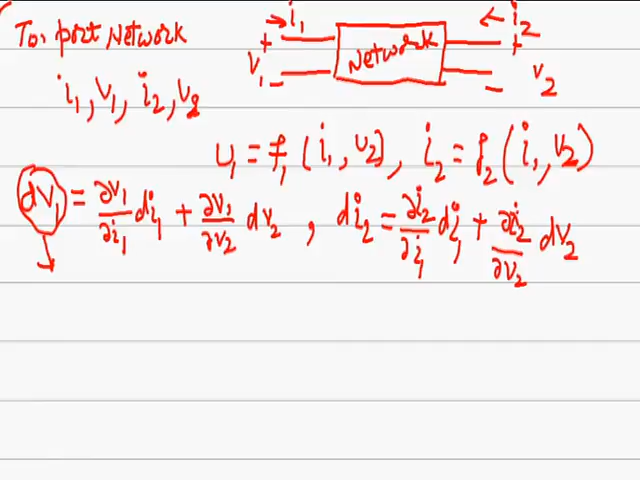 i₁ i₂
To, port Network
+ Network +
V₁ V₂
- -
i₁, V₁, i₂, V₂
V₁ = f₁ (i₁, V₂), i₂ = f₂ (i₁, V₂)
dV₁ = ∂V₁/∂i₁ di₁ + ∂V₁/∂V₂ dV₂ , di₂ = ∂i₂/∂i₁ di₁ + ∂i₂/∂V₂ dV₂